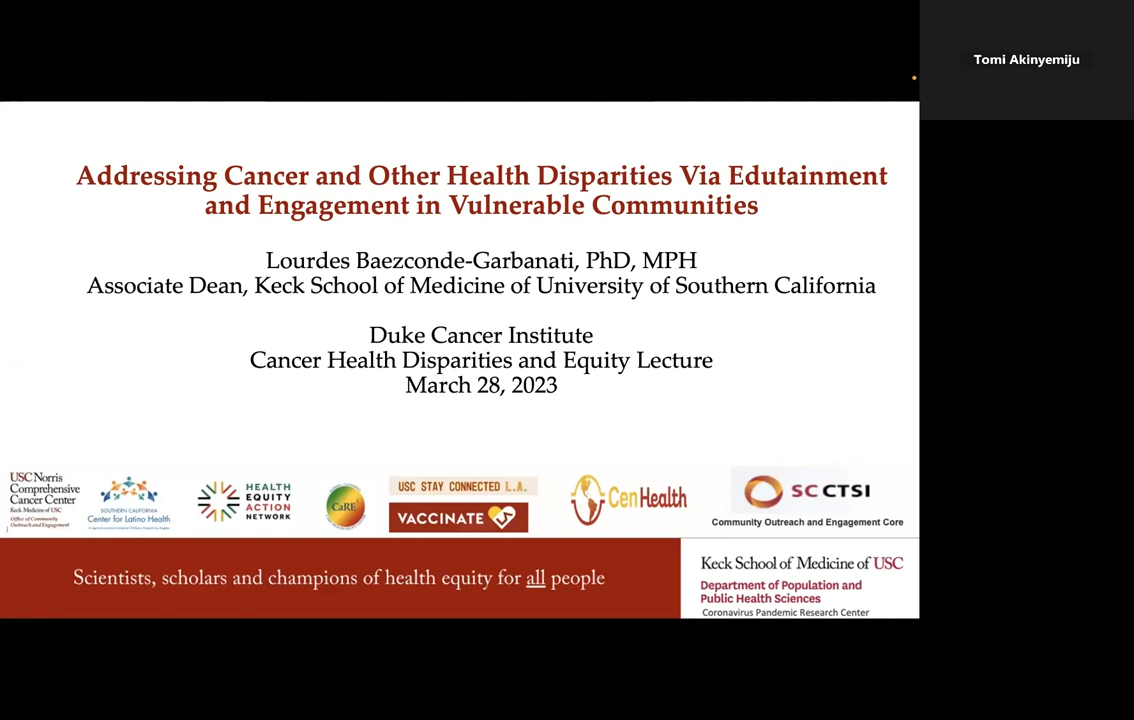 Tomi Akinyemiju
Addressing Cancer and Other Health Disparities Via Edutainment
and Engagement in Vulnerable Communities
Lourdes Baezconde-Garbanati, PhD, MPH
Associate Dean, Keck School of Medicine of University of Southern California
Duke Cancer Institute
Cancer Health Disparities and Equity Lecture
March 28, 2023
USC Norris
Comprehensive
Cancer Center
Keck Medicine of USC
Office of Community
Outreach and Engagement
SOUTHERN CALIFORNIA
Center for Latino Health
HEALTH
EQUITY
ACTION
NETWORK
CaRE
USC STAY CONNECTED L.A.
VACCINATE
CenHealth
SC CTSI
Community Outreach and Engagement Core
Scientists, scholars and champions of health equity for all people
Keck School of Medicine of USC
Department of Population and
Public Health Sciences
Coronavirus Pandemic Research Center